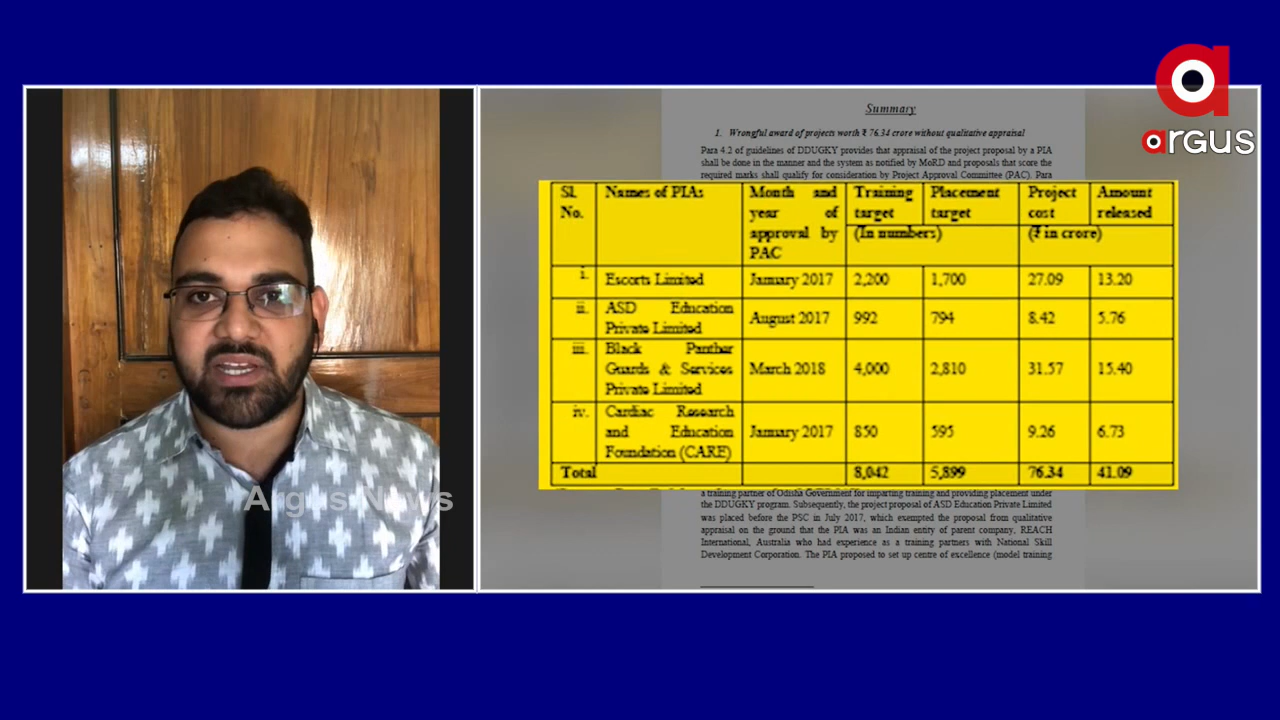 argus
Summary
1. Wrongful award of projects worth ₹ 76.34 crore without qualitative appraisal
Para 4.2 of guidelines of DDUGKY provides that appraisal of the project proposal by a PIA
shall be done in the manner and the system as notified by MoRD and proposals that score the
required marks shall qualify for consideration by Project Approval Committee (PAC). Para
Sl. No. Names of PIAs Month and year of approval by PAC Training target Placement target Project cost Amount released
(In numbers) (₹ in crore)
i. Escorts Limited January 2017 2,200 1,700 27.09 13.20
ii. ASD Education Private Limited August 2017 992 794 8.42 5.76
iii. Black Panther Guards & Services Private Limited March 2018 4,000 2,810 31.57 15.40
iv. Cardiac Research and Education Foundation (CARE) January 2017 850 595 9.26 6.73
Total 8,042 5,899 76.34 41.09
a training partner of Odisha Government for imparting training and providing placement under
the DDUGKY program. Subsequently, the project proposal of ASD Education Private Limited
was placed before the PSC in July 2017, which exempted the proposal from qualitative
appraisal on the ground that the PIA was an Indian entity of parent company, REACH
International, Australia who had experience as a training partners with National Skill
Development Corporation. The PIA proposed to set up centre of excellence (model training
Argus News